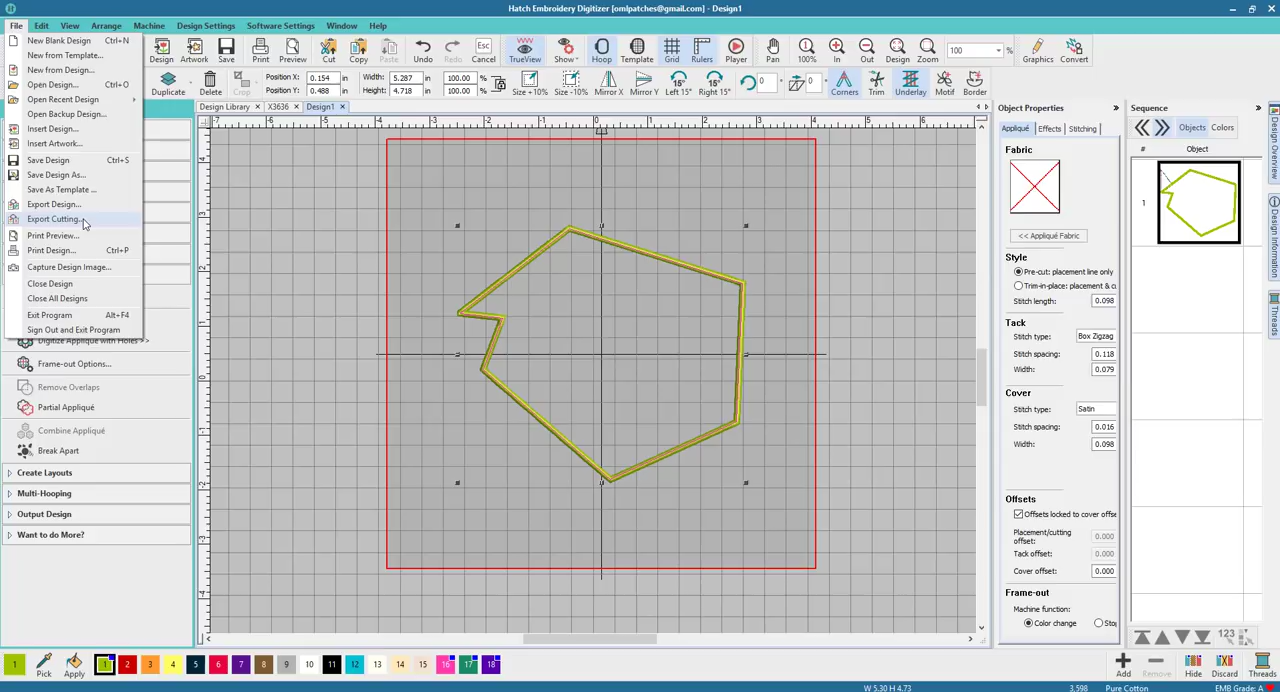 Hatch Embroidery Digitizer (omlpatches@gmail.com) - Design1
File Edit View Arrange Machine Design Settings Software Settings Window Help
New Blank Design Ctrl+N
New from Template...
New from Design...
Open Design... Ctrl+O
Open Recent Design
Open Backup Design...
Insert Design...
Insert Artwork...
Save Design Ctrl+S
Save Design As...
Save As Template ...
Export Design...
Export Cutting...
Print Preview...
Print Design... Ctrl+P
Capture Design Image...
Close Design
Close All Designs
Exit Program Alt+F4
Sign Out and Exit Program
Design Artwork Save Print Preview Cut Copy Paste Undo Redo Esc Cancel TrueView Show Hoop Template Grid Rulers Player Pan 100% In Out Design Zoom 100 % Graphics Convert
Duplicate Delete Crop Position X: 0.154 in Width: 5.287 in 100.00 %
Position Y: 0.488 in Height: 4.718 in 100.00 %
Size +10% Size -10% Mirror X Mirror Y Left 15° Right 15° 0 0 Corners Trim Underlay Motif Border
Design Library X3636 Design1
Digitize Appliqué with Holes >>
Frame-out Options...
Remove Overlaps
Partial Appliqué
Combine Appliqué
Break Apart
Create Layouts
Multi-Hooping
Output Design
Want to do More?
Object Properties
Appliqué Effects Stitching
Fabric
<< Appliqué Fabric
Style
Pre-cut: placement line only
Trim-in-place: placement & c
Stitch length: 0.098
Tack
Stitch type: Box Zigzag
Stitch spacing: 0.118
Width: 0.079
Cover
Stitch type: Satin
Stitch spacing: 0.016
Width: 0.098
Offsets
Offsets locked to cover offse
Placement/cutting offset: 0.000
Tack offset: 0.000
Cover offset: 0.000
Frame-out
Machine function:
Color change Sto
Sequence
Objects Colors
# Object
1
Design Overview
Design Information
Threads
123
1 Pick Apply 1 2 3 4 5 6 7 8 9 10 11 12 13 14 15 16 17 18 Add Remove Hide Discard Threads
W 5.30 H 4.73 3,598 Pure Cotton EMB Grade: A